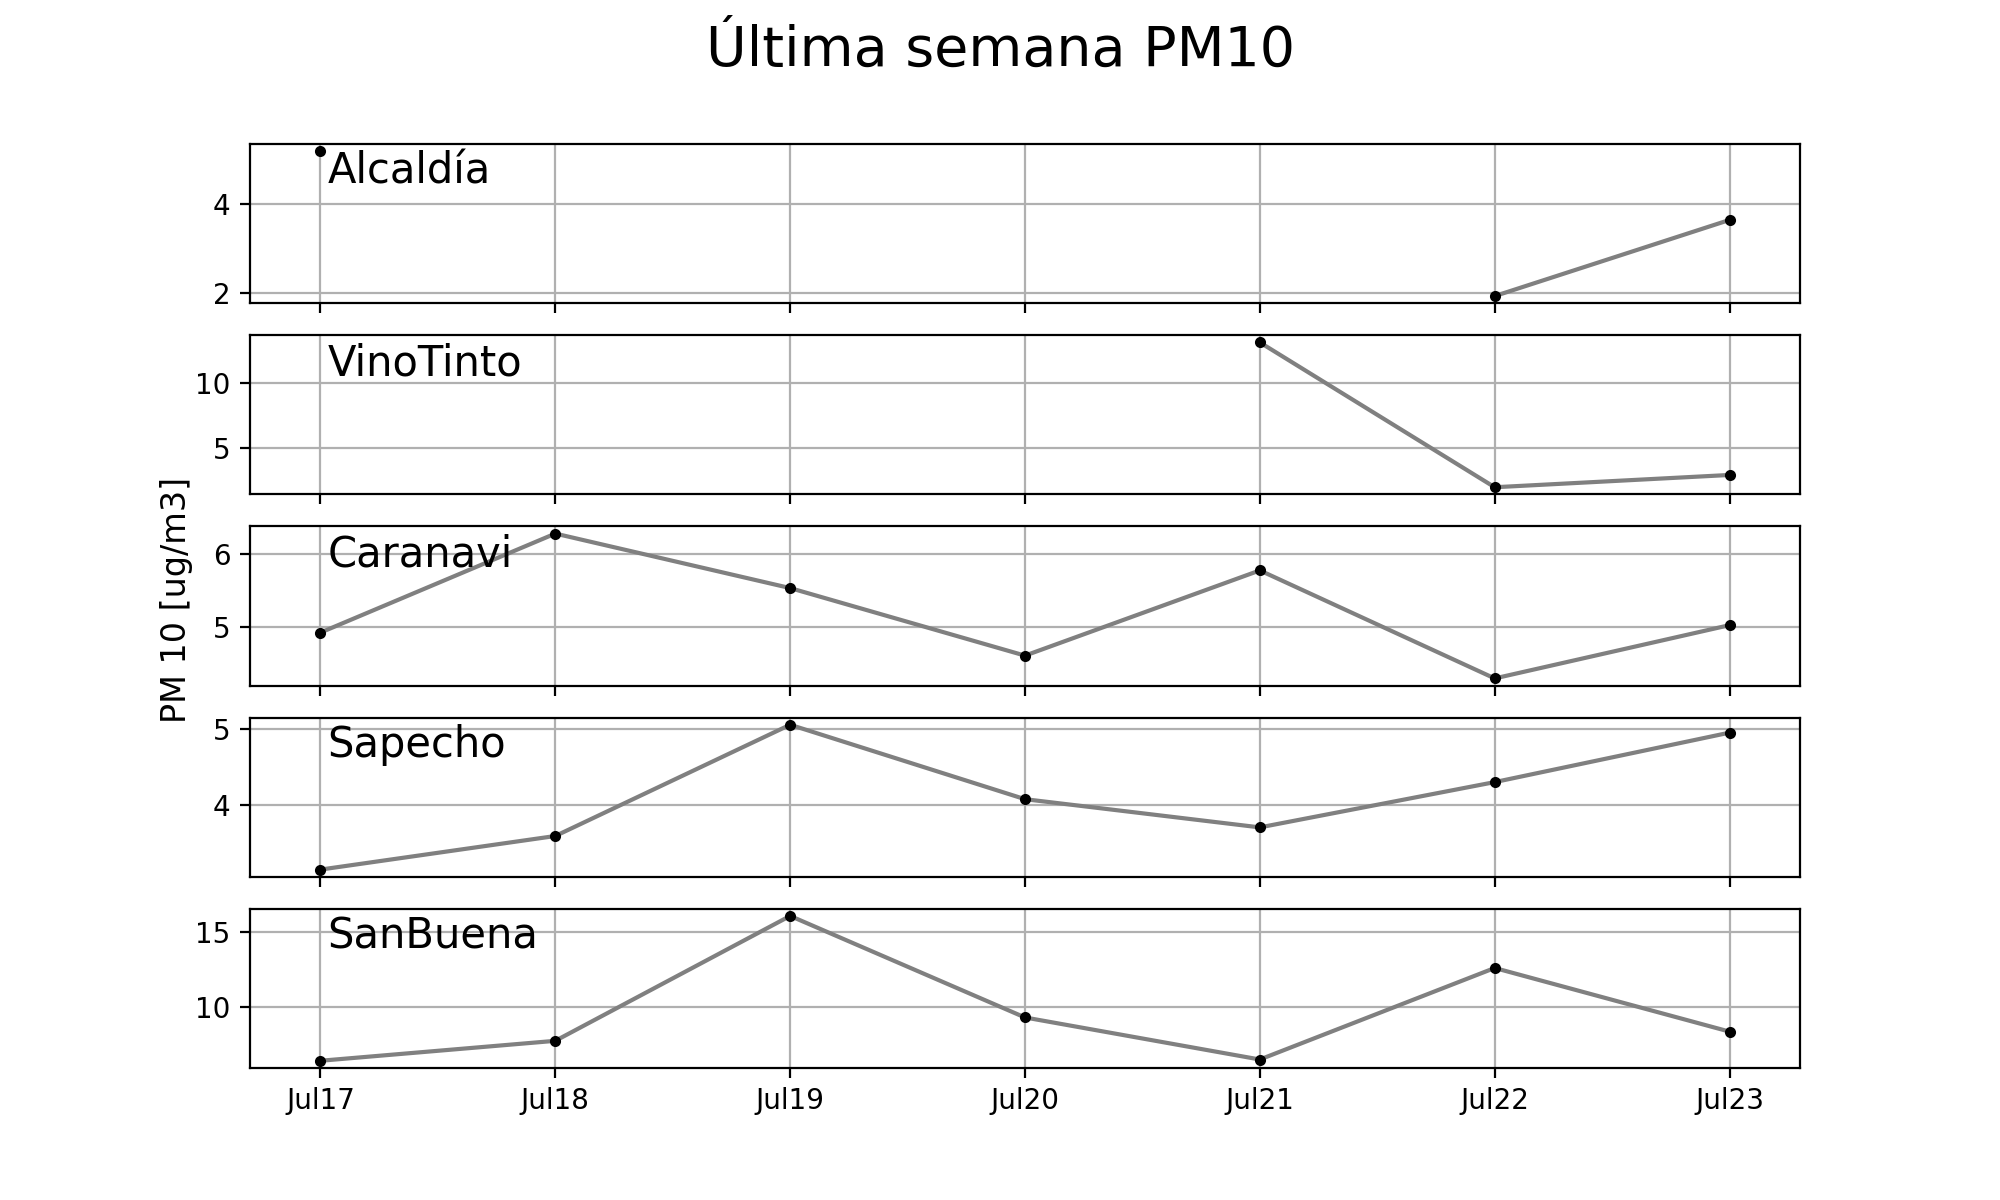 Última semana PM10
PM 10 [ug/m3]
Alcaldía
4
2
VinoTinto
10
5
Caranavi
6
5
Sapecho
5
4
SanBuena
15
10
Jul17 Jul18 Jul19 Jul20 Jul21 Jul22 Jul23